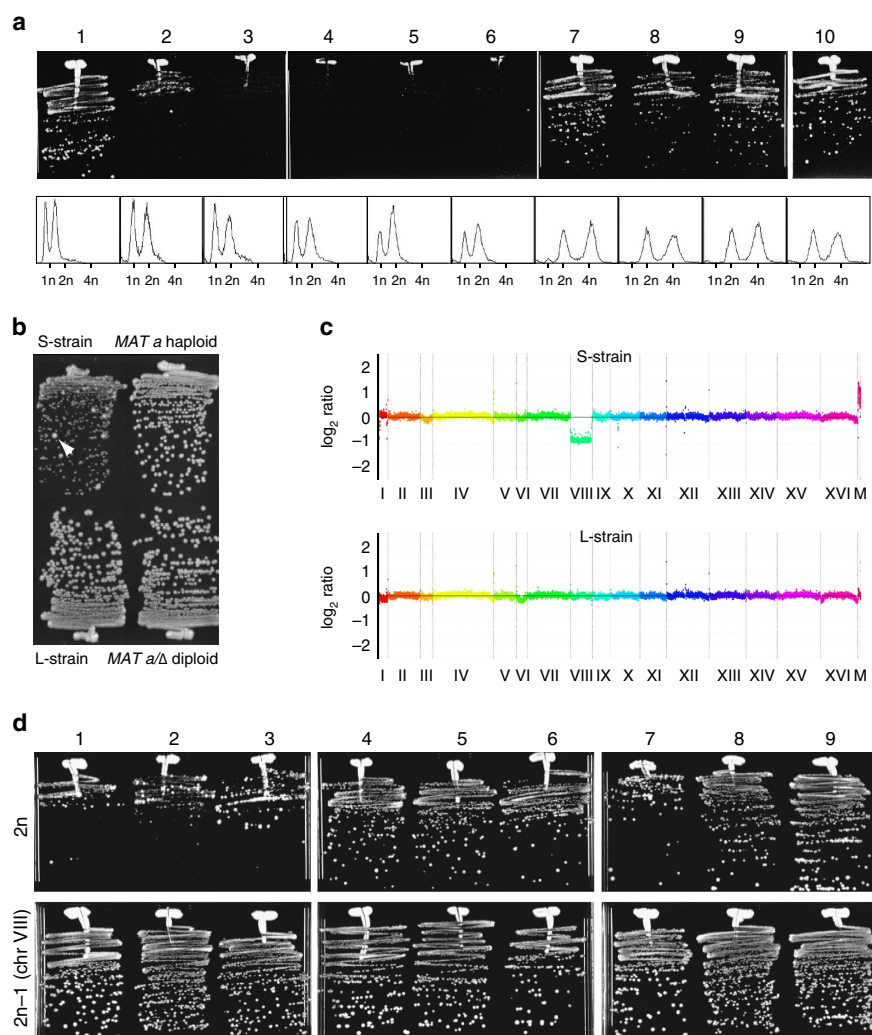 a
1 2 3 4 5 6 7 8 9 10
1n 2n 4n 1n 2n 4n 1n 2n 4n 1n 2n 4n 1n 2n 4n 1n 2n 4n 1n 2n 4n 1n 2n 4n 1n 2n 4n 1n 2n 4n
b
S-strain MAT a haploid
L-strain MAT a/Δ diploid
c
S-strain
log2 ratio
2
1
0
–1
–2
I II III IV V VI VII VIII IX X XI XII XIII XIV XV XVI M
L-strain
log2 ratio
2
1
0
–1
–2
I II III IV V VI VII VIII IX X XI XII XIII XIV XV XVI M
d
1 2 3 4 5 6 7 8 9
2n
2n–1 (chr VIII)